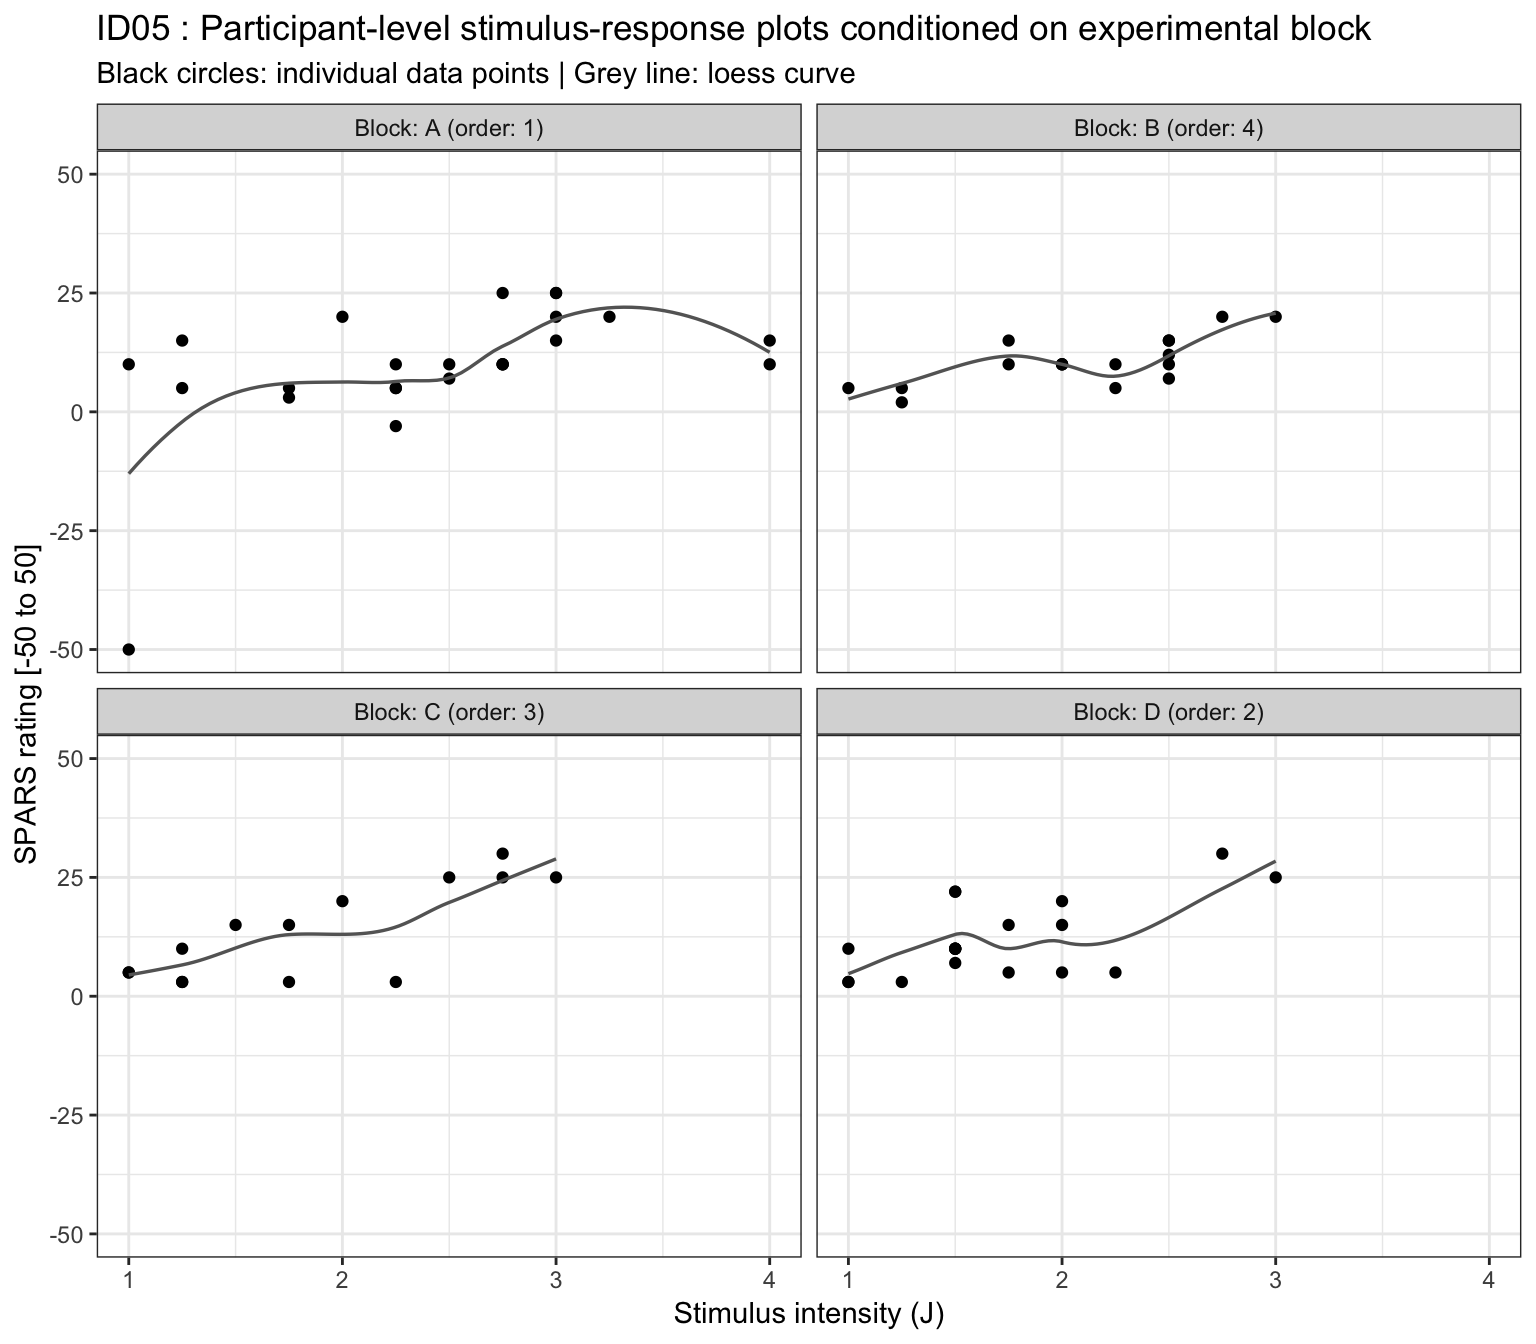 ID05 : Participant-level stimulus-response plots conditioned on experimental block
Black circles: individual data points | Grey line: loess curve
Block: A (order: 1)
Block: B (order: 4)
50
25
0
-25
-50
Block: C (order: 3)
Block: D (order: 2)
50
25
0
-25
-50
SPARS rating [-50 to 50]
1 2 3 4
1 2 3 4
Stimulus intensity (J)